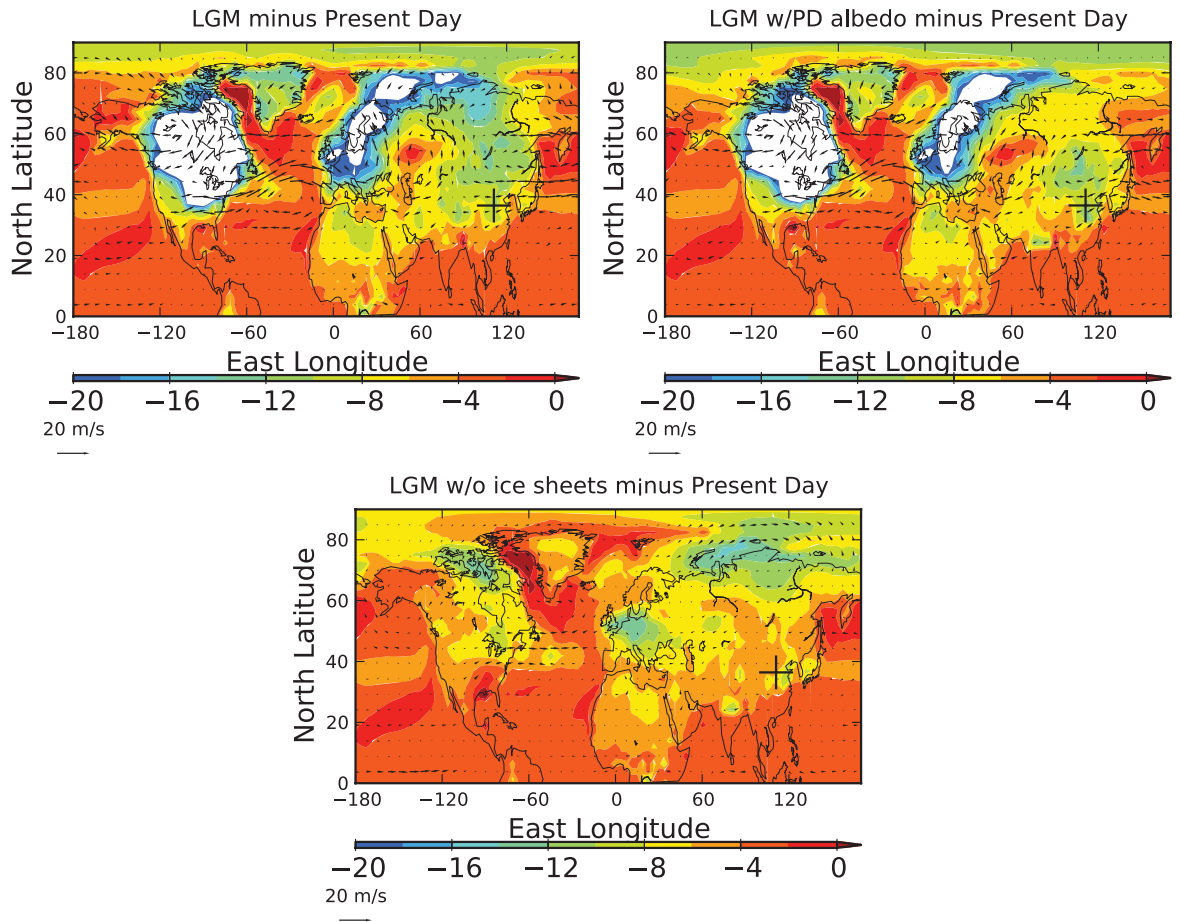 LGM minus Present Day
LGM w/PD albedo minus Present Day
80
60
40
20
0
North Latitude
−180 −120 −60 0 60 120
East Longitude
−20 −16 −12 −8 −4 0
20 m/s
80
60
40
20
0
North Latitude
−180 −120 −60 0 60 120
East Longitude
−20 −16 −12 −8 −4 0
20 m/s
LGM w/o ice sheets minus Present Day
80
60
40
20
0
North Latitude
−180 −120 −60 0 60 120
East Longitude
−20 −16 −12 −8 −4 0
20 m/s